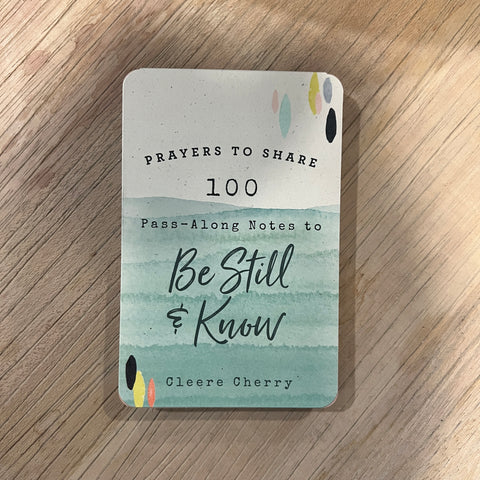 PRAYERS TO SHARE
100
Pass-Along Notes to
Be Still
& Know
Cleere Cherry